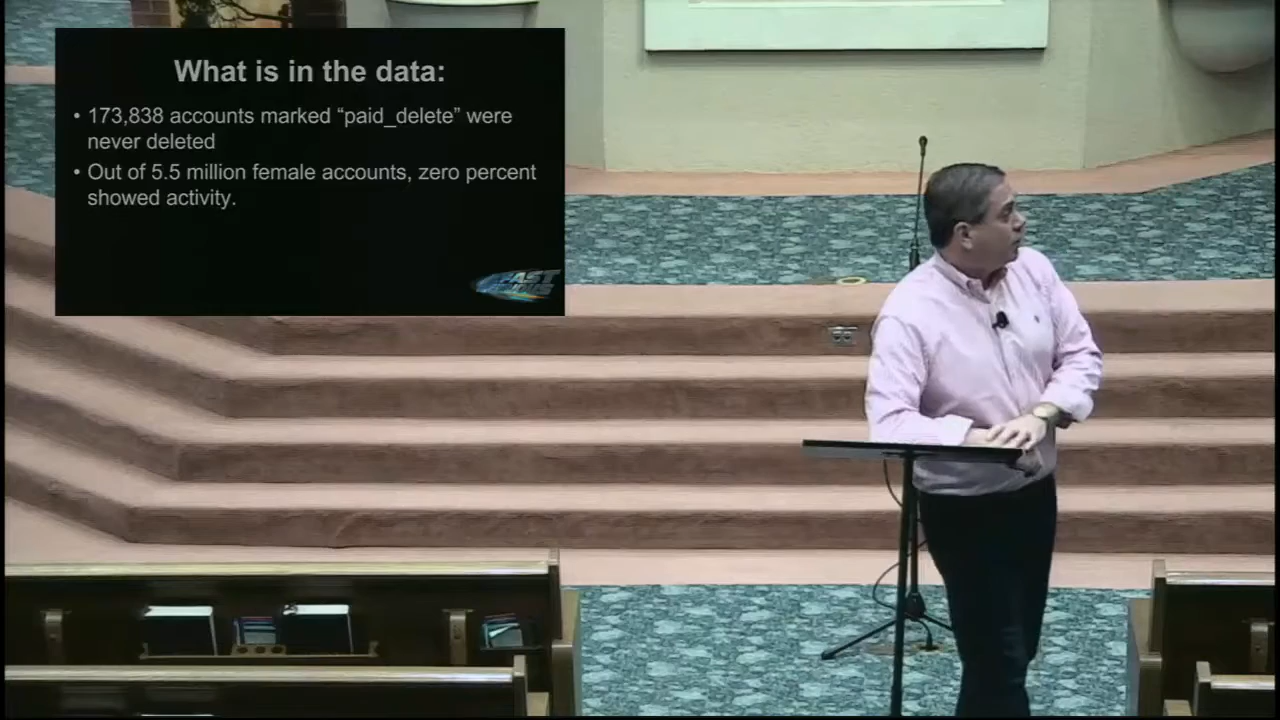 What is in the data:
• 173,838 accounts marked “paid_delete” were
never deleted
• Out of 5.5 million female accounts, zero percent
showed activity.